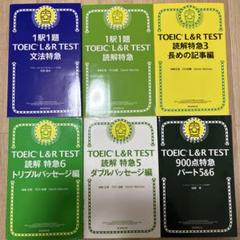 1駅1題
TOEIC L&R TEST
文法特急
1駅1題
TOEIC L&R TEST
読解特急
TOEIC® L&R TEST
読解特急3
長めの記事編
TOEIC® L&R TEST
読解特急6
トリプルパッセージ編
TOEIC® L&R TEST
読解 特急5
ダブルパッセージ編
TOEIC® L&R TEST
900点特急
パート5&6